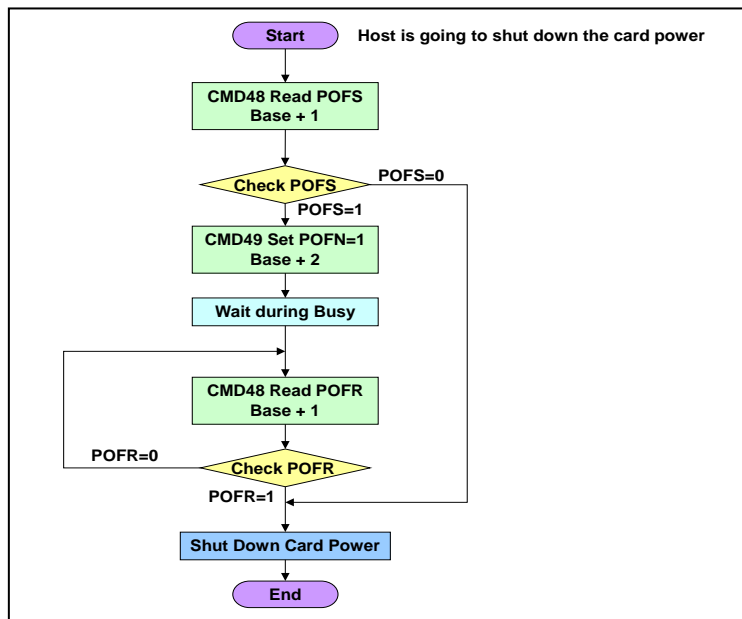 Start
Host is going to shut down the card power
CMD48 Read POFS
Base + 1
Check POFS
POFS=0
POFS=1
CMD49 Set POFN=1
Base + 2
Wait during Busy
CMD48 Read POFR
Base + 1
POFR=0
Check POFR
POFR=1
Shut Down Card Power
End